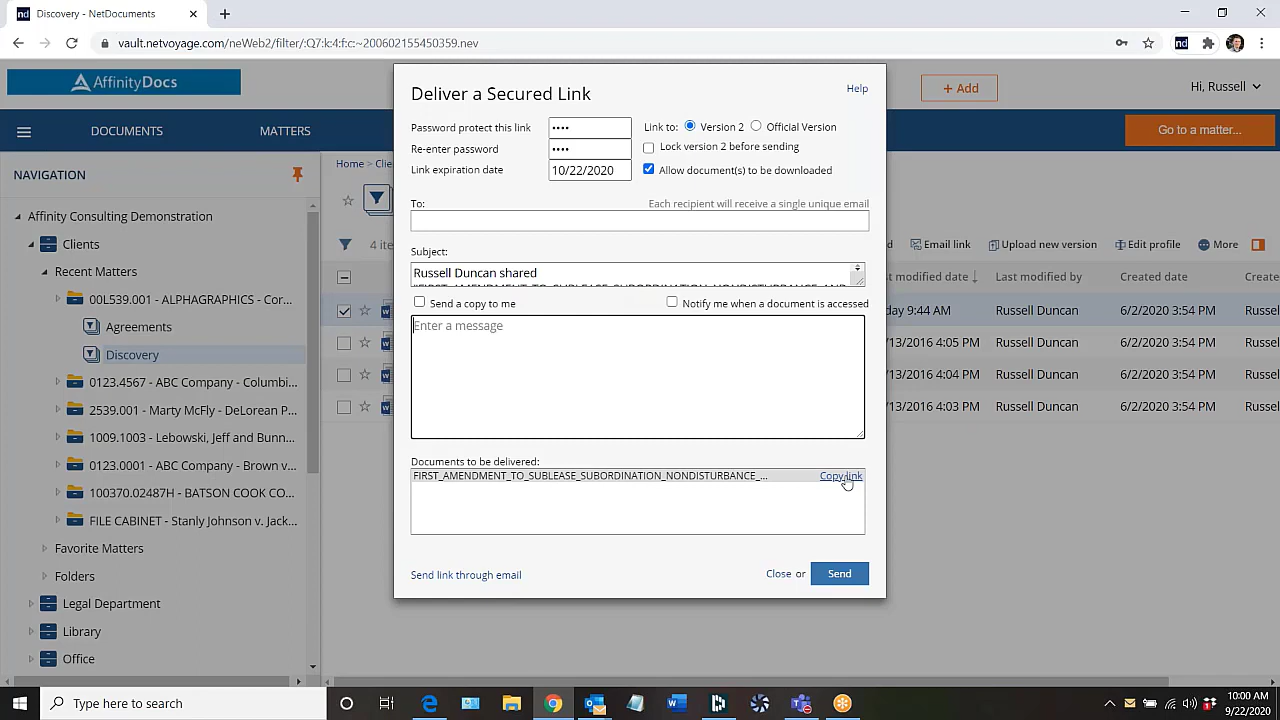 Discovery - NetDocuments
vault.netvoyage.com/neWeb2/filter/:Q7:k:4:f:c:~200602155450359.nev
AffinityDocs
+ Add
Hi, Russell
DOCUMENTS
MATTERS
Go to a matter...
NAVIGATION
Affinity Consulting Demonstration
Clients
Recent Matters
00L539.001 - ALPHAGRAPHICS - Cor...
Agreements
Discovery
0123.4567 - ABC Company - Columbi...
2539.001 - Marty McFly - DeLorean P...
1009.1003 - Lebowski, Jeff and Bunn...
0123.0001 - ABC Company - Brown v...
100370.02487H - BATSON COOK CO...
FILE CABINET - Stanly Johnson v. Jack...
Favorite Matters
Folders
Legal Department
Library
Office
Home > Clie
4 ite
d
Email link
Upload new version
Edit profile
More
st modified date
Last modified by
Created date
Create
day 9:44 AM
Russell Duncan
6/2/2020 3:54 PM
Russel
/13/2016 4:05 PM
Russell Duncan
6/2/2020 3:54 PM
Russel
/13/2016 4:04 PM
Russell Duncan
6/2/2020 3:54 PM
Russel
/13/2016 4:03 PM
Russell Duncan
6/2/2020 3:54 PM
Russel
Deliver a Secured Link
Help
Password protect this link
••••
Link to:
Version 2
Official Version
Re-enter password
••••
Lock version 2 before sending
Link expiration date
10/22/2020
Allow document(s) to be downloaded
To:
Each recipient will receive a single unique email
Subject:
Russell Duncan shared
"FIRST_AMENDMENT_TO_SUBLEASE_SUBORDINATION_NONDISTURBANCE_AND
Send a copy to me
Notify me when a document is accessed
Enter a message
Documents to be delivered:
FIRST_AMENDMENT_TO_SUBLEASE_SUBORDINATION_NONDISTURBANCE_...
Copy link
Send link through email
Close or
Send
Type here to search
10:00 AM
9/22/2020